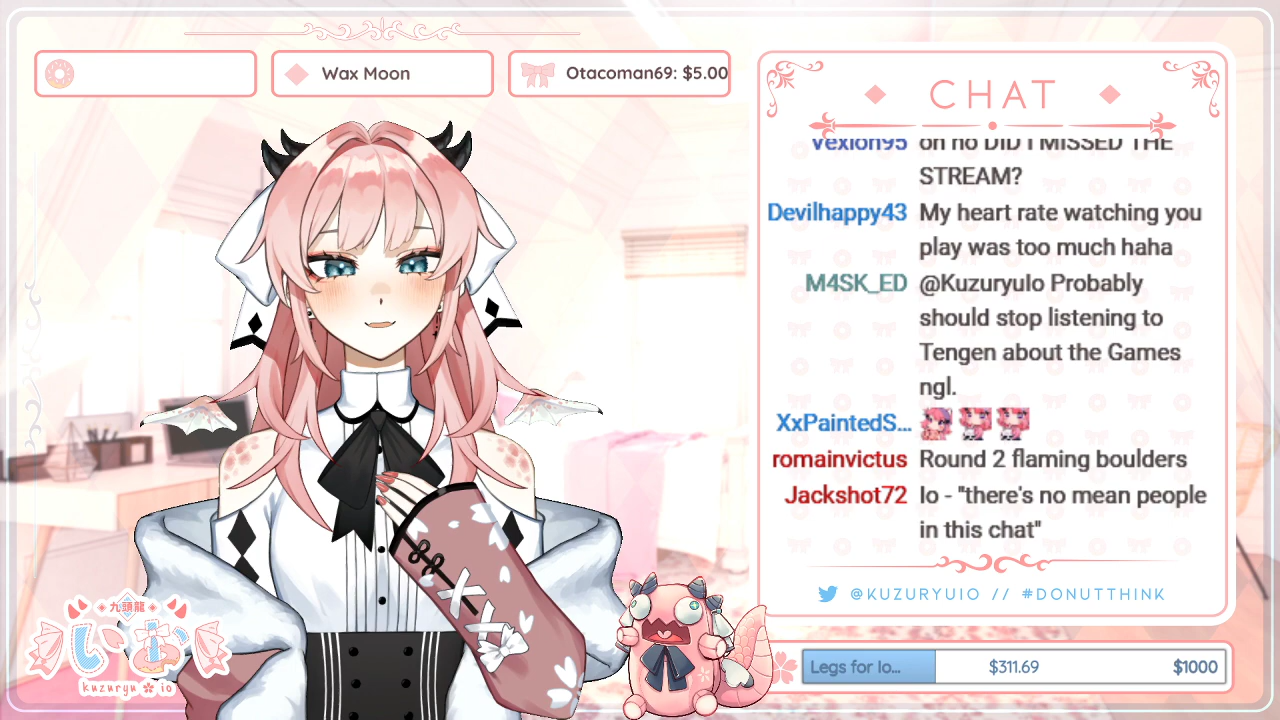 Wax Moon
Otacoman69: $5.00
CHAT
Vexion95 oh no DID I MISSED THE
STREAM?
Devilhappy43 My heart rate watching you
play was too much haha
M4SK_ED @KuzuryuIo Probably
should stop listening to
Tengen about the Games
ngl.
XxPaintedS...
romainvictus Round 2 flaming boulders
Jackshot72 Io - "there's no mean people
in this chat"
@KUZURYUIO // #DONUTTHINK
九頭龍
いお
kuzuryu io
Legs for Io... $311.69 $1000